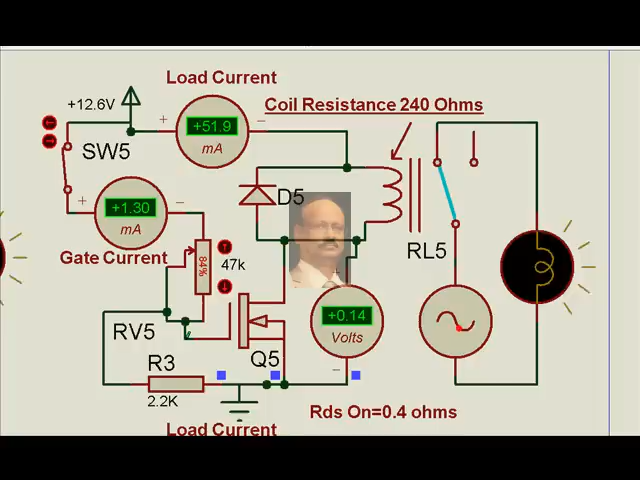 Load Current
+12.6V
+
+51.9
mA
−
Coil Resistance 240 Ohms
SW5
+
+1.30
mA
−
Gate Current
D5
RL5
84%
47k
+
+0.14
Volts
−
RV5
R3
2.2K
Q5
Rds On=0.4 ohms
Load Current